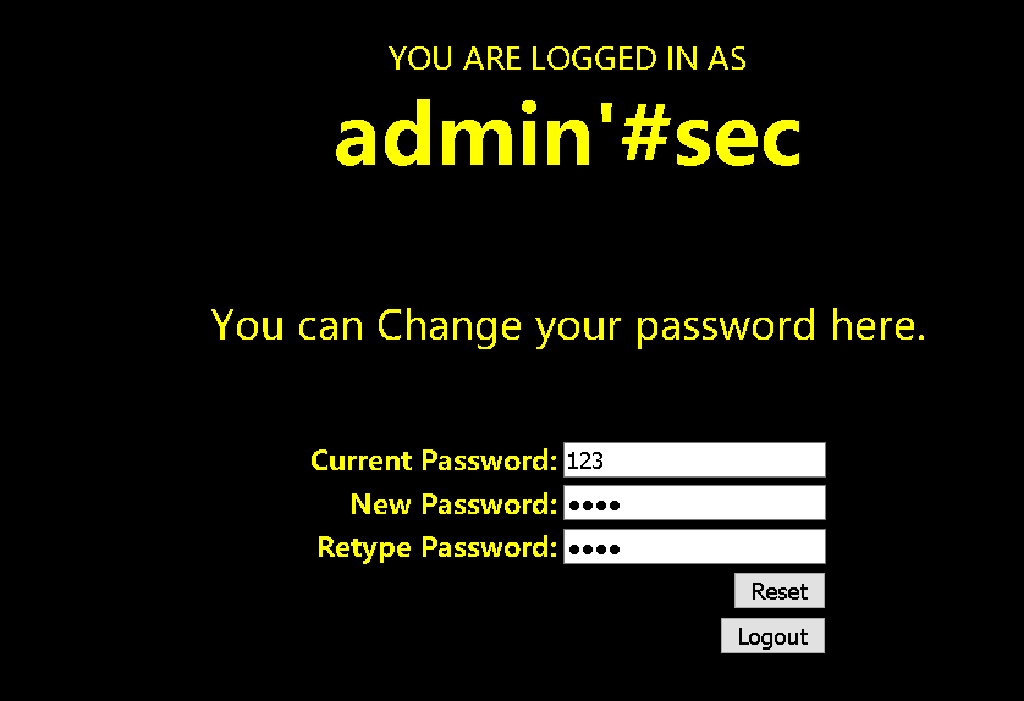 YOU ARE LOGGED IN AS
admin'#sec
You can Change your password here.
Current Password: 123
New Password: ••••
Retype Password: ••••
Reset
Logout